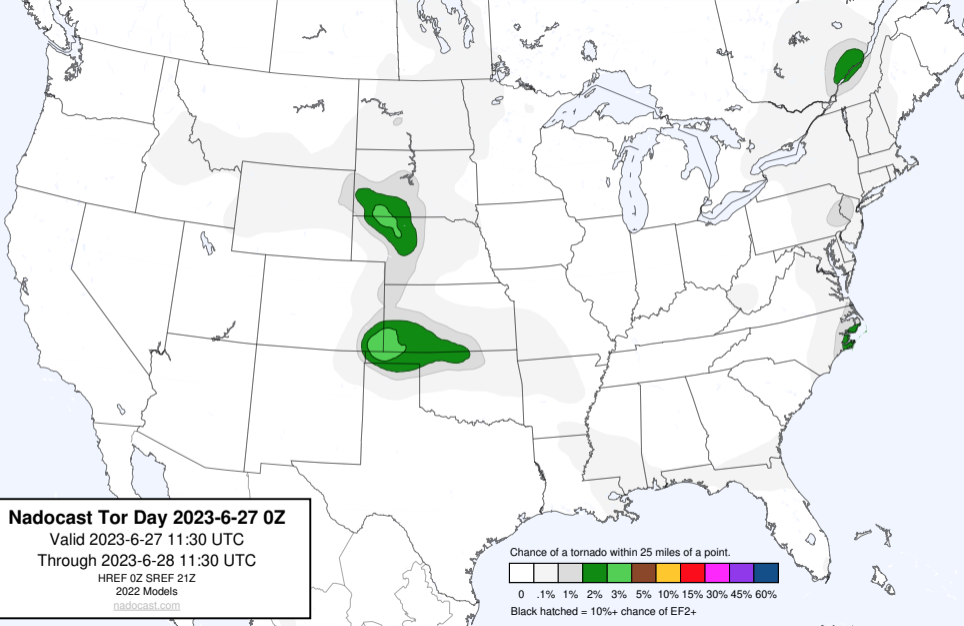 Nadocast Tor Day 2023-6-27 0Z
Valid 2023-6-27 11:30 UTC
Through 2023-6-28 11:30 UTC
HREF 0Z SREF 21Z
2022 Models
nadocast.com
Chance of a tornado within 25 miles of a point.
0 .1% 1% 2% 3% 5% 10% 15% 30% 45% 60%
Black hatched = 10%+ chance of EF2+